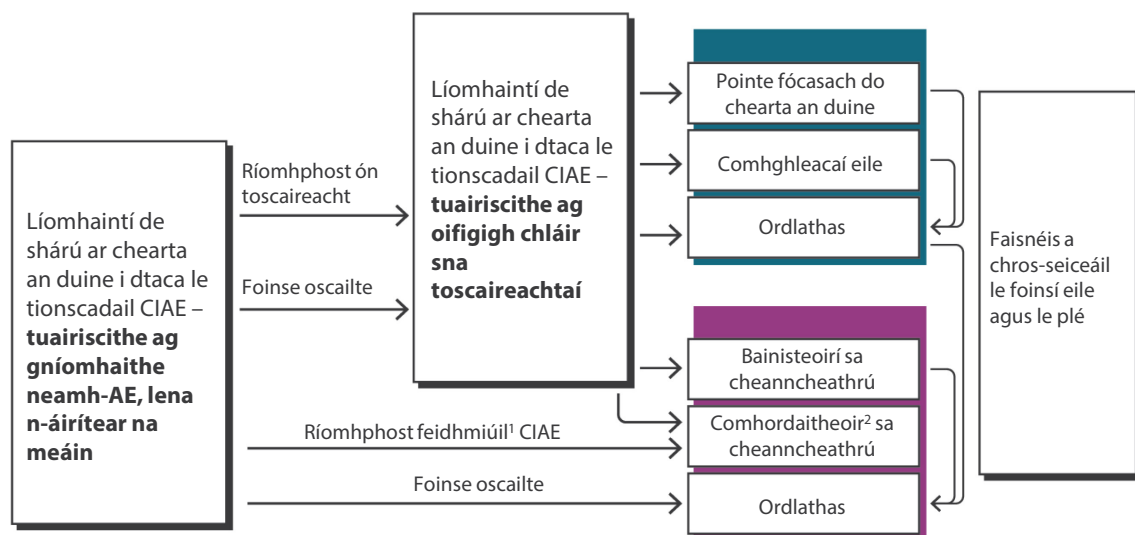 Líomhaintí de
shárú ar chearta
an duine i dtaca le
tionscadail CIAE –
tuairiscithe ag
gníomhaithe
neamh-AE, lena
n-áirítear na
meáin
Ríomhphost ón
toscaireacht
Foinse oscailte
Líomhaintí de
shárú ar chearta
an duine i dtaca le
tionscadail CIAE –
tuairiscithe ag
oifigigh chláir
sna
toscaireachtaí
Ríomhphost feidhmiúil¹ CIAE
Foinse oscailte
Pointe fócasach do
chearta an duine
Comhghleacaí eile
Ordlathas
Bainisteoirí sa
cheanncheathrú
Comhordaitheoir² sa
cheanncheathrú
Ordlathas
Faisnéis a
chros-seiceáil
le foinsí eile
agus le plé